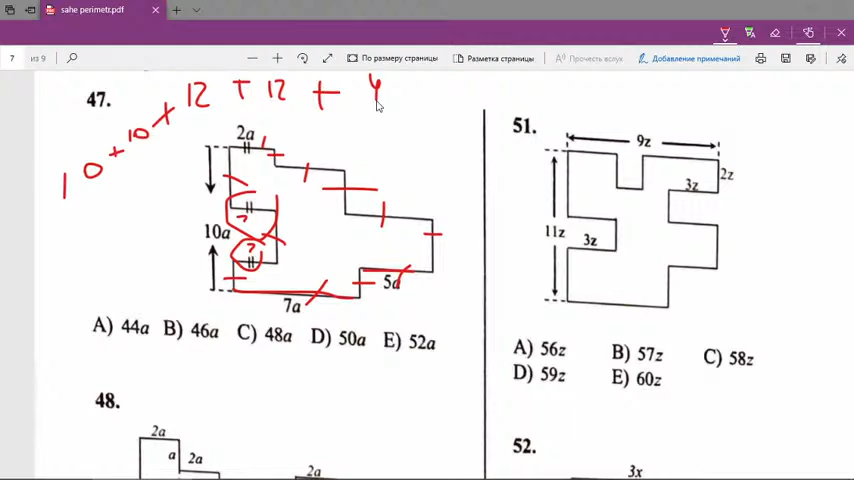 sahe perimetr.pdf
7 из 9
По размеру страницы
Разметка страницы
Прочесть вслух
Добавление примечаний
10 + 10 + 12 + 12 + 4
47.
2a
?
10a
?
5a
7a
A) 44a B) 46a C) 48a D) 50a E) 52a
48.
2a
a
2a
2a
51.
9z
2z
3z
11z
3z
A) 56z B) 57z C) 58z
D) 59z E) 60z
52.
3x